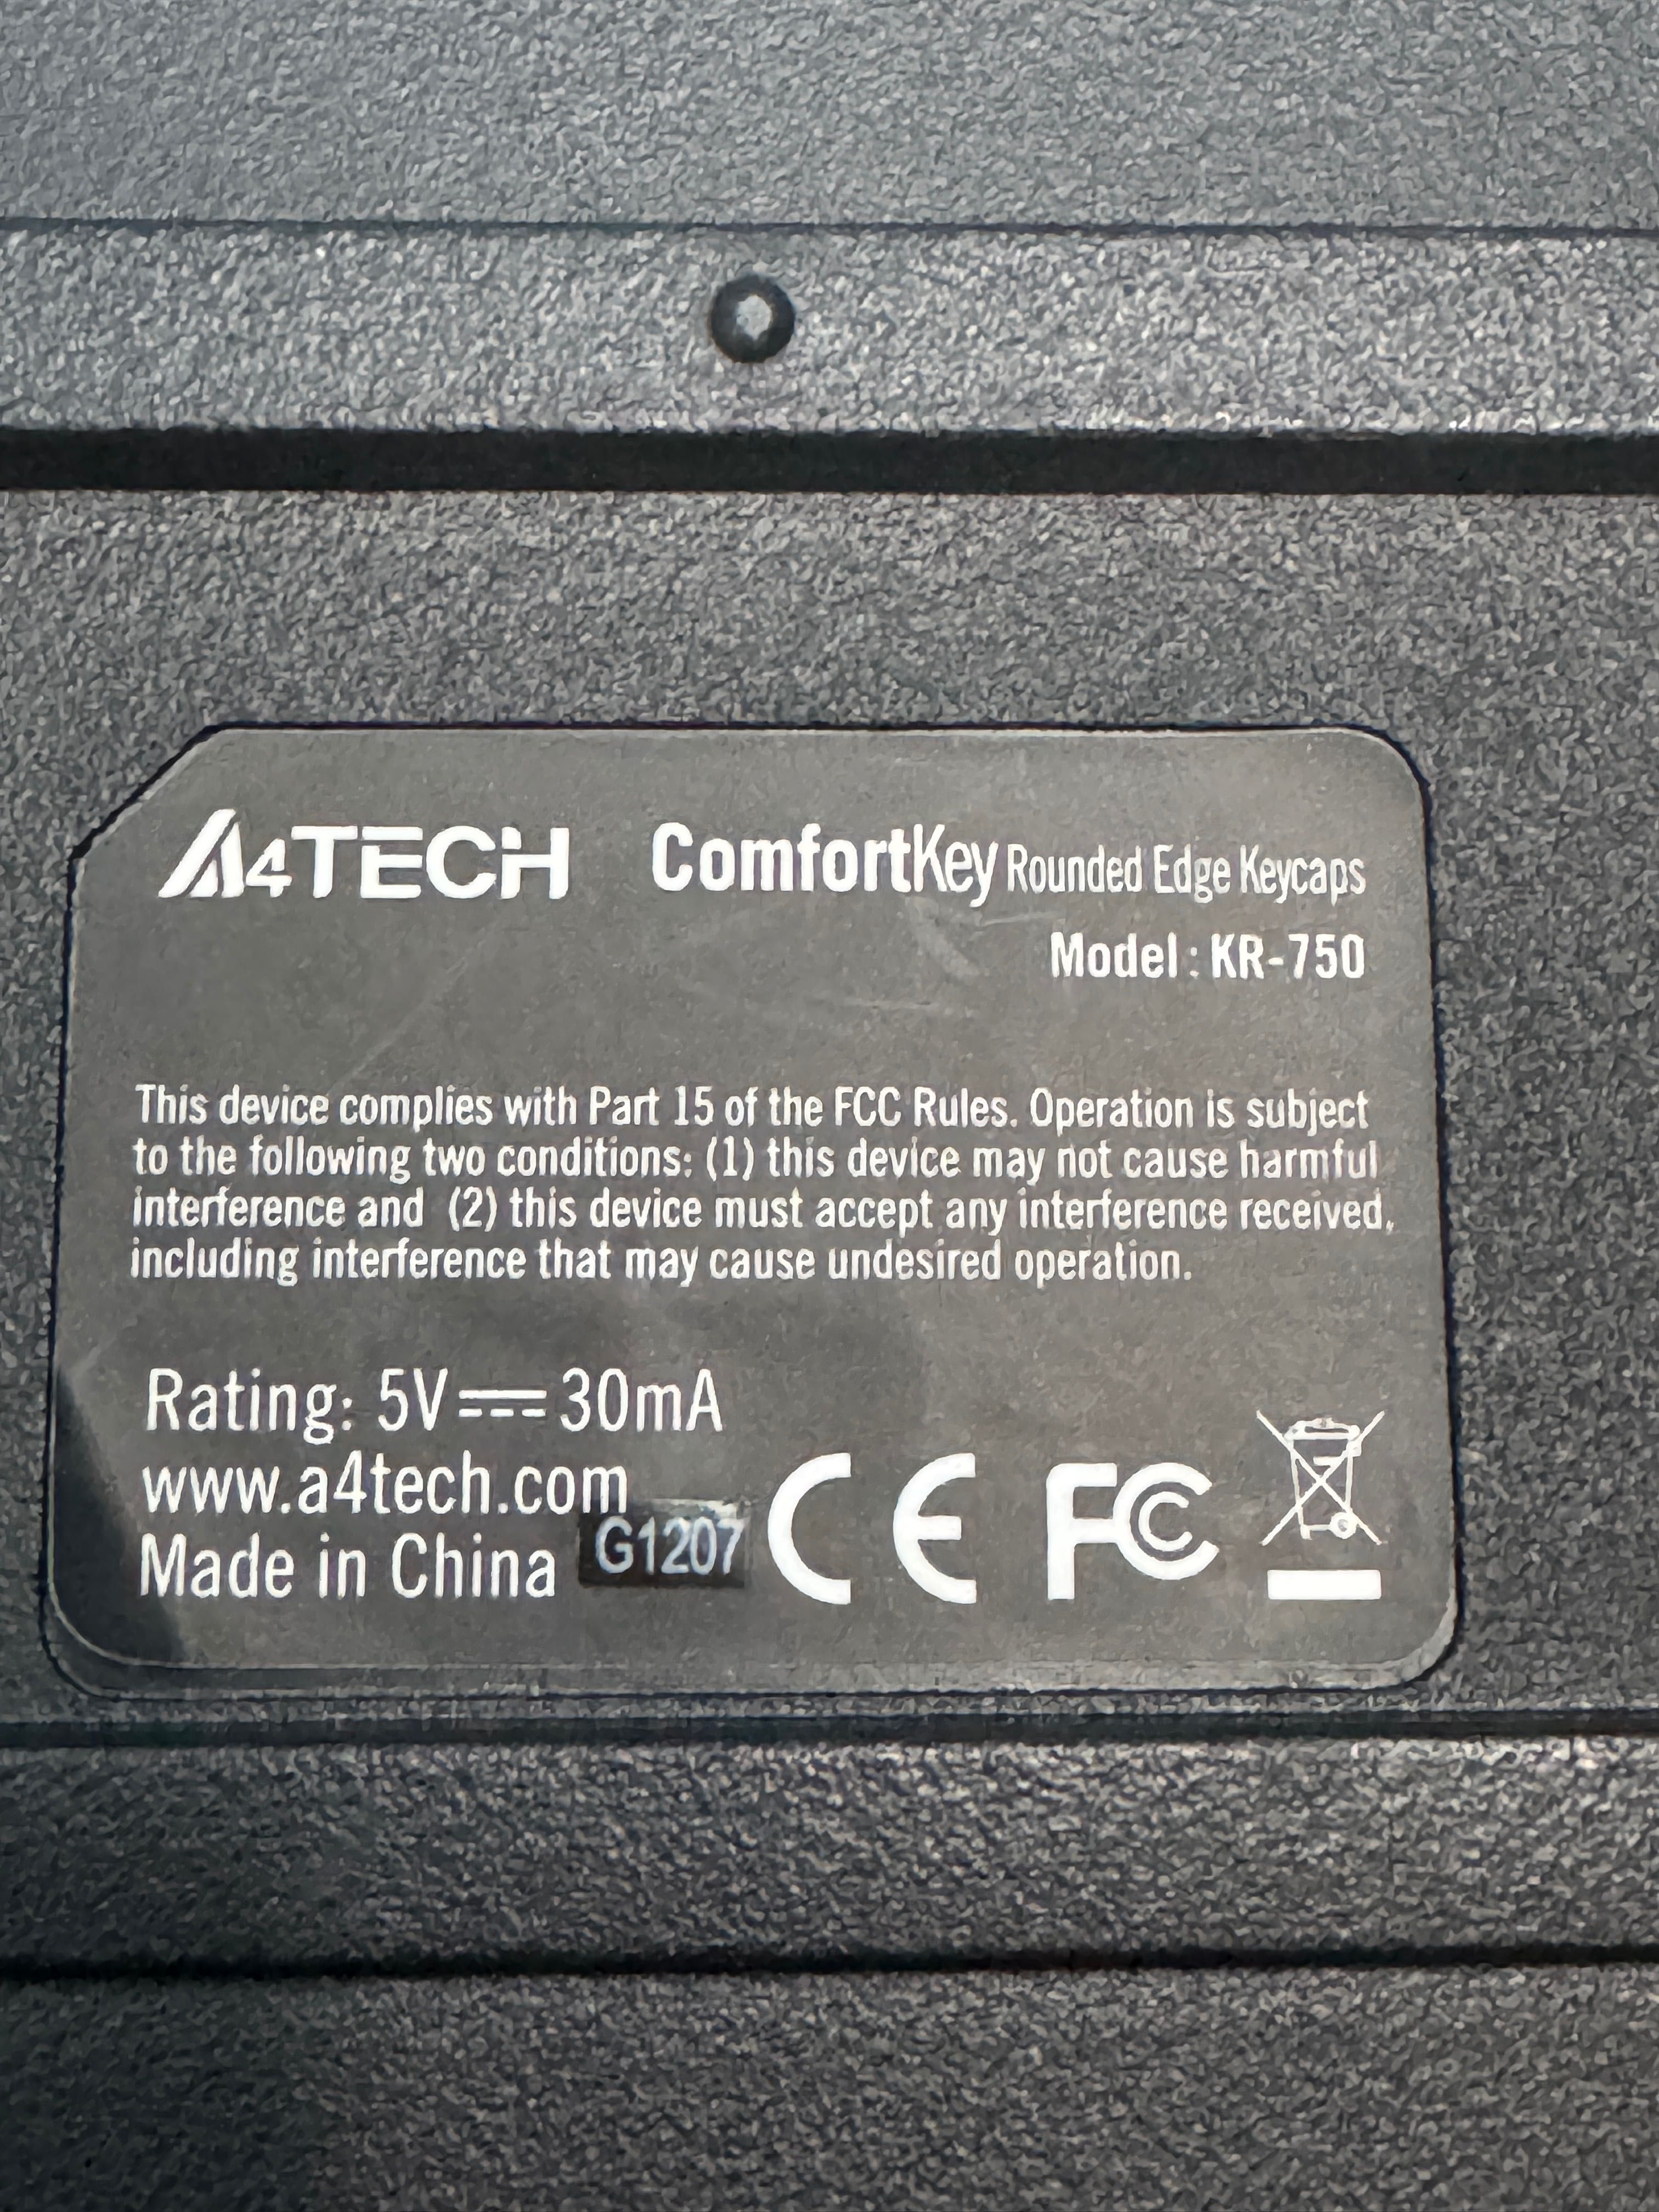 A4TECH ComfortKey Rounded Edge Keycaps
Model : KR-750
This device complies with Part 15 of the FCC Rules. Operation is subject
to the following two conditions: (1) this device may not cause harmful
interference and (2) this device must accept any interference received,
including interference that may cause undesired operation.
Rating: 5V⎓30mA
www.a4tech.com
Made in China G1207 CE FC